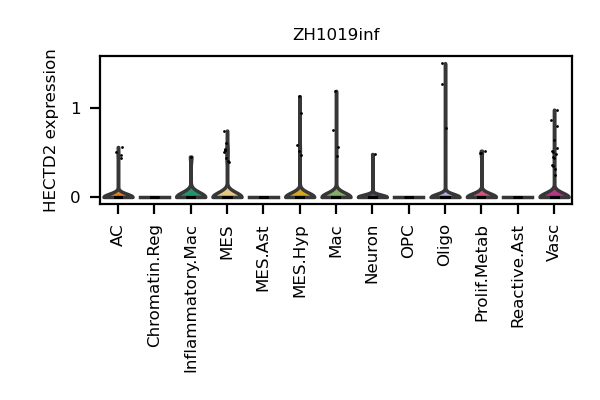 ZH1019inf
HECTD2 expression
1
0
AC
Chromatin.Reg
Inflammatory.Mac
MES
MES.Ast
MES.Hyp
Mac
Neuron
OPC
Oligo
Prolif.Metab
Reactive.Ast
Vasc